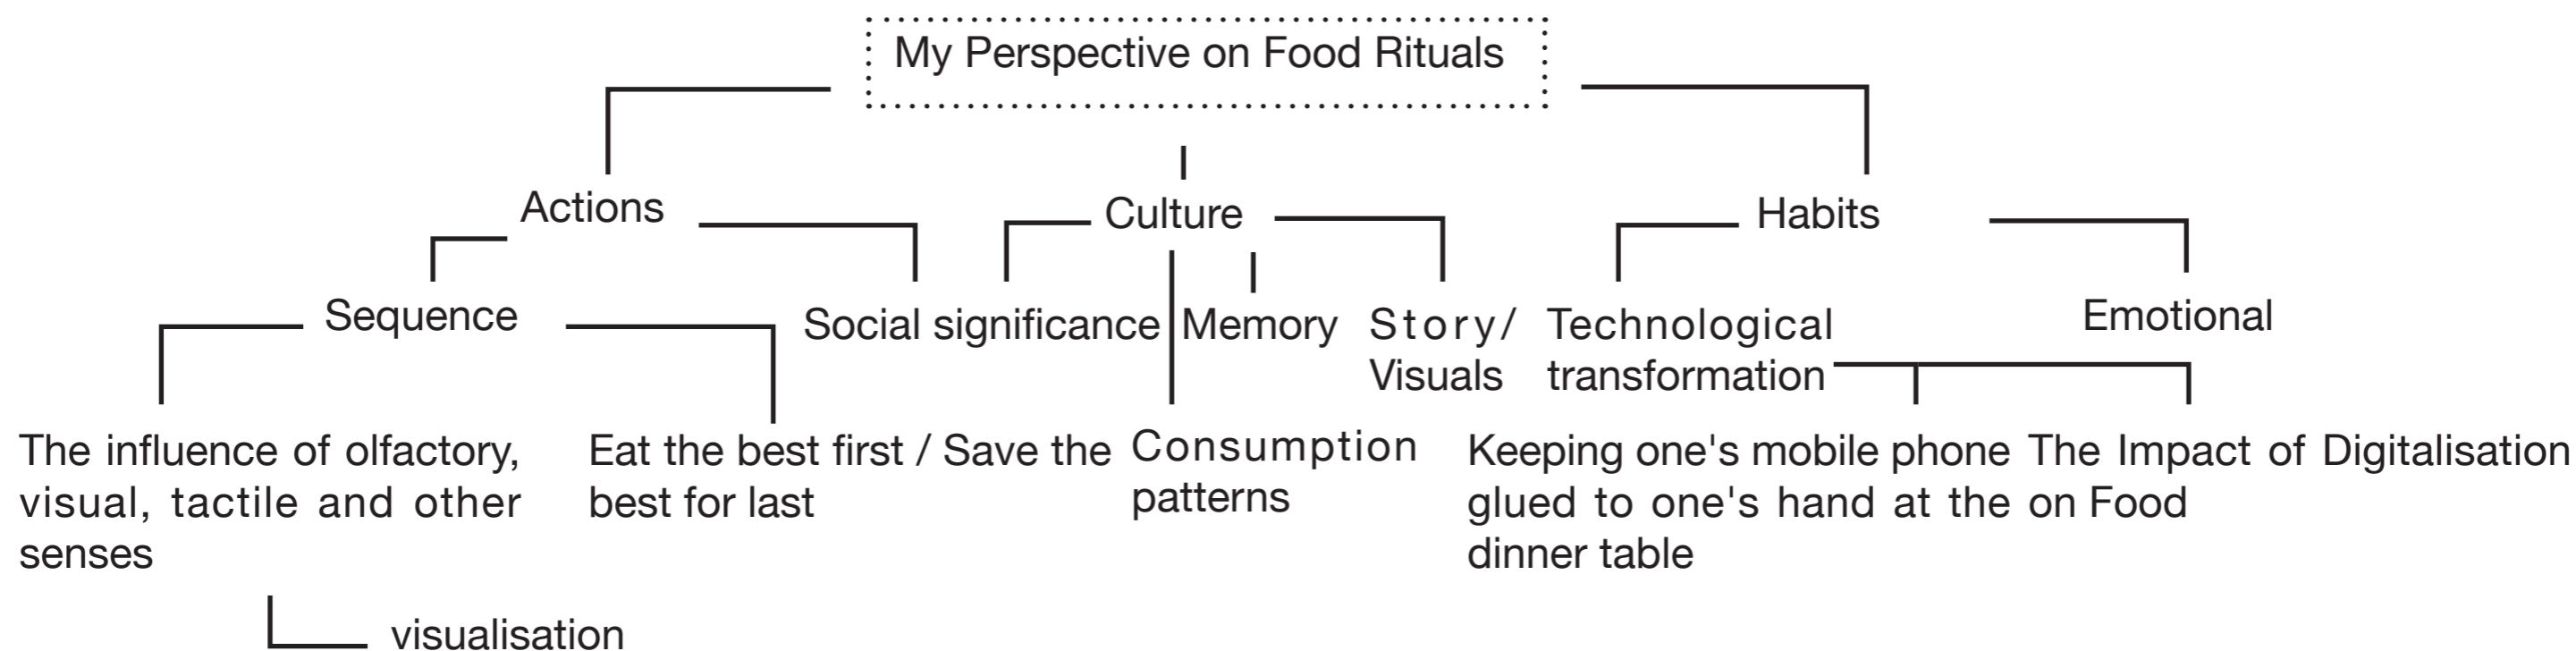 My Perspective on Food Rituals
Actions
Culture
Habits
Sequence
Social significance
Memory
Story/
Visuals
Technological
transformation
Emotional
The influence of olfactory,
visual, tactile and other
senses
Eat the best first / Save the
best for last
Consumption
patterns
Keeping one's mobile phone
glued to one's hand at the
dinner table
The Impact of Digitalisation
on Food
visualisation